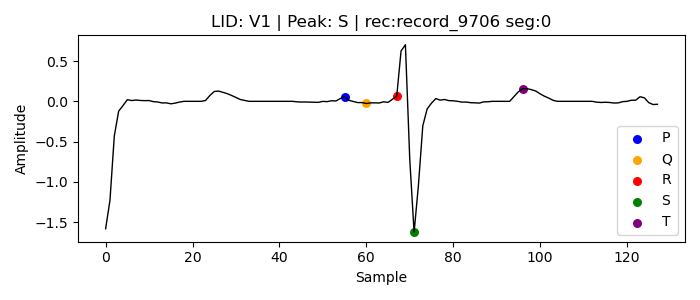 LID: V1 | Peak: S | rec:record_9706 seg:0
Amplitude
0.5
0.0
−0.5
−1.0
−1.5
P
Q
R
S
T
0
20
40
60
80
100
120
Sample